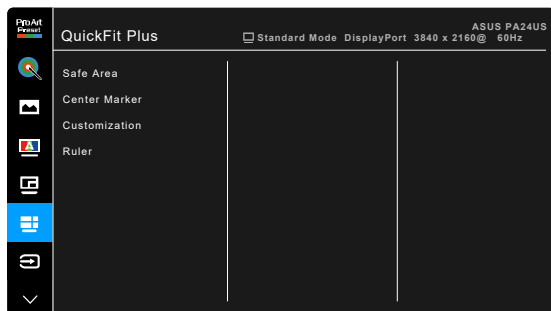 ProArt
Preset
QuickFit Plus
ASUS PA24US
Standard Mode DisplayPort 3840 x 2160@ 60Hz
Safe Area
Center Marker
Customization
Ruler
A